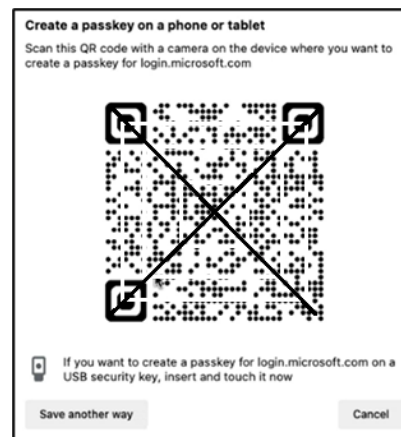 Create a passkey on a phone or tablet
Scan this QR code with a camera on the device where you want to
create a passkey for login.microsoft.com
If you want to create a passkey for login.microsoft.com on a
USB security key, insert and touch it now
Save another way
Cancel